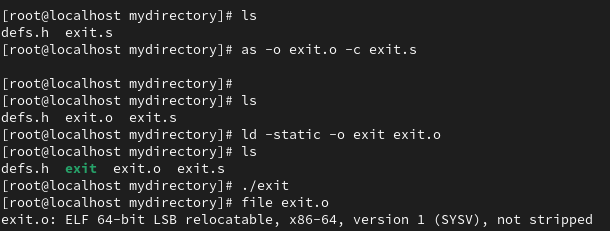 [root@localhost mydirectory]# ls
defs.h  exit.s
[root@localhost mydirectory]# as -o exit.o -c exit.s

[root@localhost mydirectory]#
[root@localhost mydirectory]# ls
defs.h  exit.o  exit.s
[root@localhost mydirectory]# ld -static -o exit exit.o
[root@localhost mydirectory]# ls
defs.h  exit  exit.o  exit.s
[root@localhost mydirectory]# ./exit
[root@localhost mydirectory]# file exit.o
exit.o: ELF 64-bit LSB relocatable, x86-64, version 1 (SYSV), not stripped